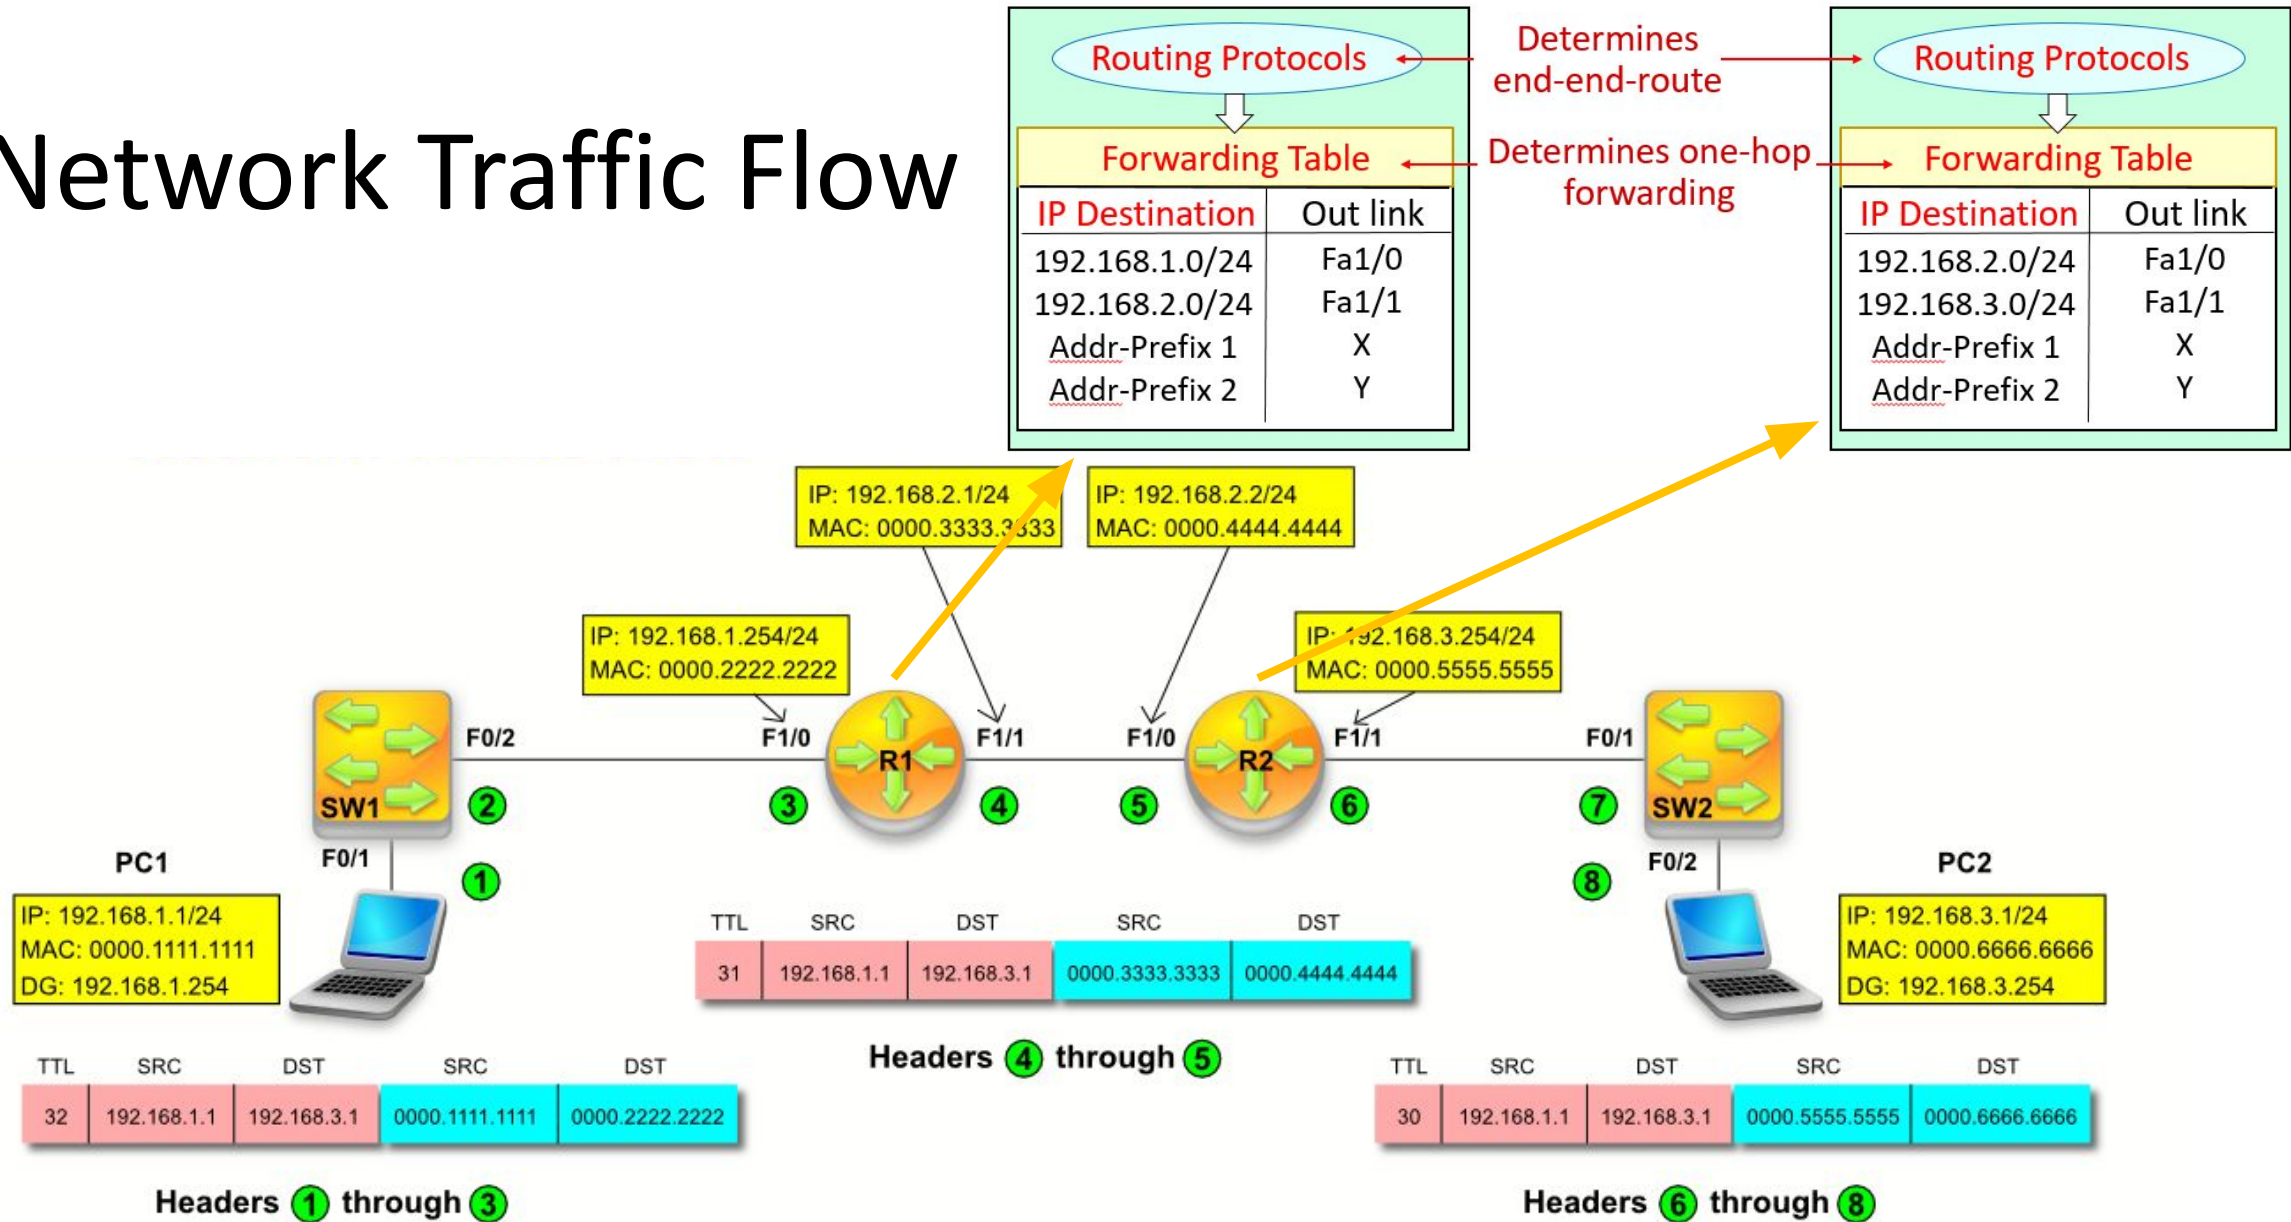 Network Traffic Flow
Routing Protocols
Forwarding Table
IP Destination Out link
192.168.1.0/24 Fa1/0
192.168.2.0/24 Fa1/1
Addr-Prefix 1 X
Addr-Prefix 2 Y
Determines
end-end-route
Determines one-hop
forwarding
Routing Protocols
Forwarding Table
IP Destination Out link
192.168.2.0/24 Fa1/0
192.168.3.0/24 Fa1/1
Addr-Prefix 1 X
Addr-Prefix 2 Y
IP: 192.168.2.1/24
MAC: 0000.3333.3333
IP: 192.168.2.2/24
MAC: 0000.4444.4444
IP: 192.168.1.254/24
MAC: 0000.2222.2222
IP: 192.168.3.254/24
MAC: 0000.5555.5555
F0/2 F1/0 F1/1 F1/0 F1/1 F0/1
SW1 R1 R2 SW2
2 3 4 5 6 7
F0/1 1 8 F0/2
PC1
IP: 192.168.1.1/24
MAC: 0000.1111.1111
DG: 192.168.1.254
PC2
IP: 192.168.3.1/24
MAC: 0000.6666.6666
DG: 192.168.3.254
TTL SRC DST SRC DST
31 192.168.1.1 192.168.3.1 0000.3333.3333 0000.4444.4444
Headers 4 through 5
TTL SRC DST SRC DST
32 192.168.1.1 192.168.3.1 0000.1111.1111 0000.2222.2222
Headers 1 through 3
TTL SRC DST SRC DST
30 192.168.1.1 192.168.3.1 0000.5555.5555 0000.6666.6666
Headers 6 through 8